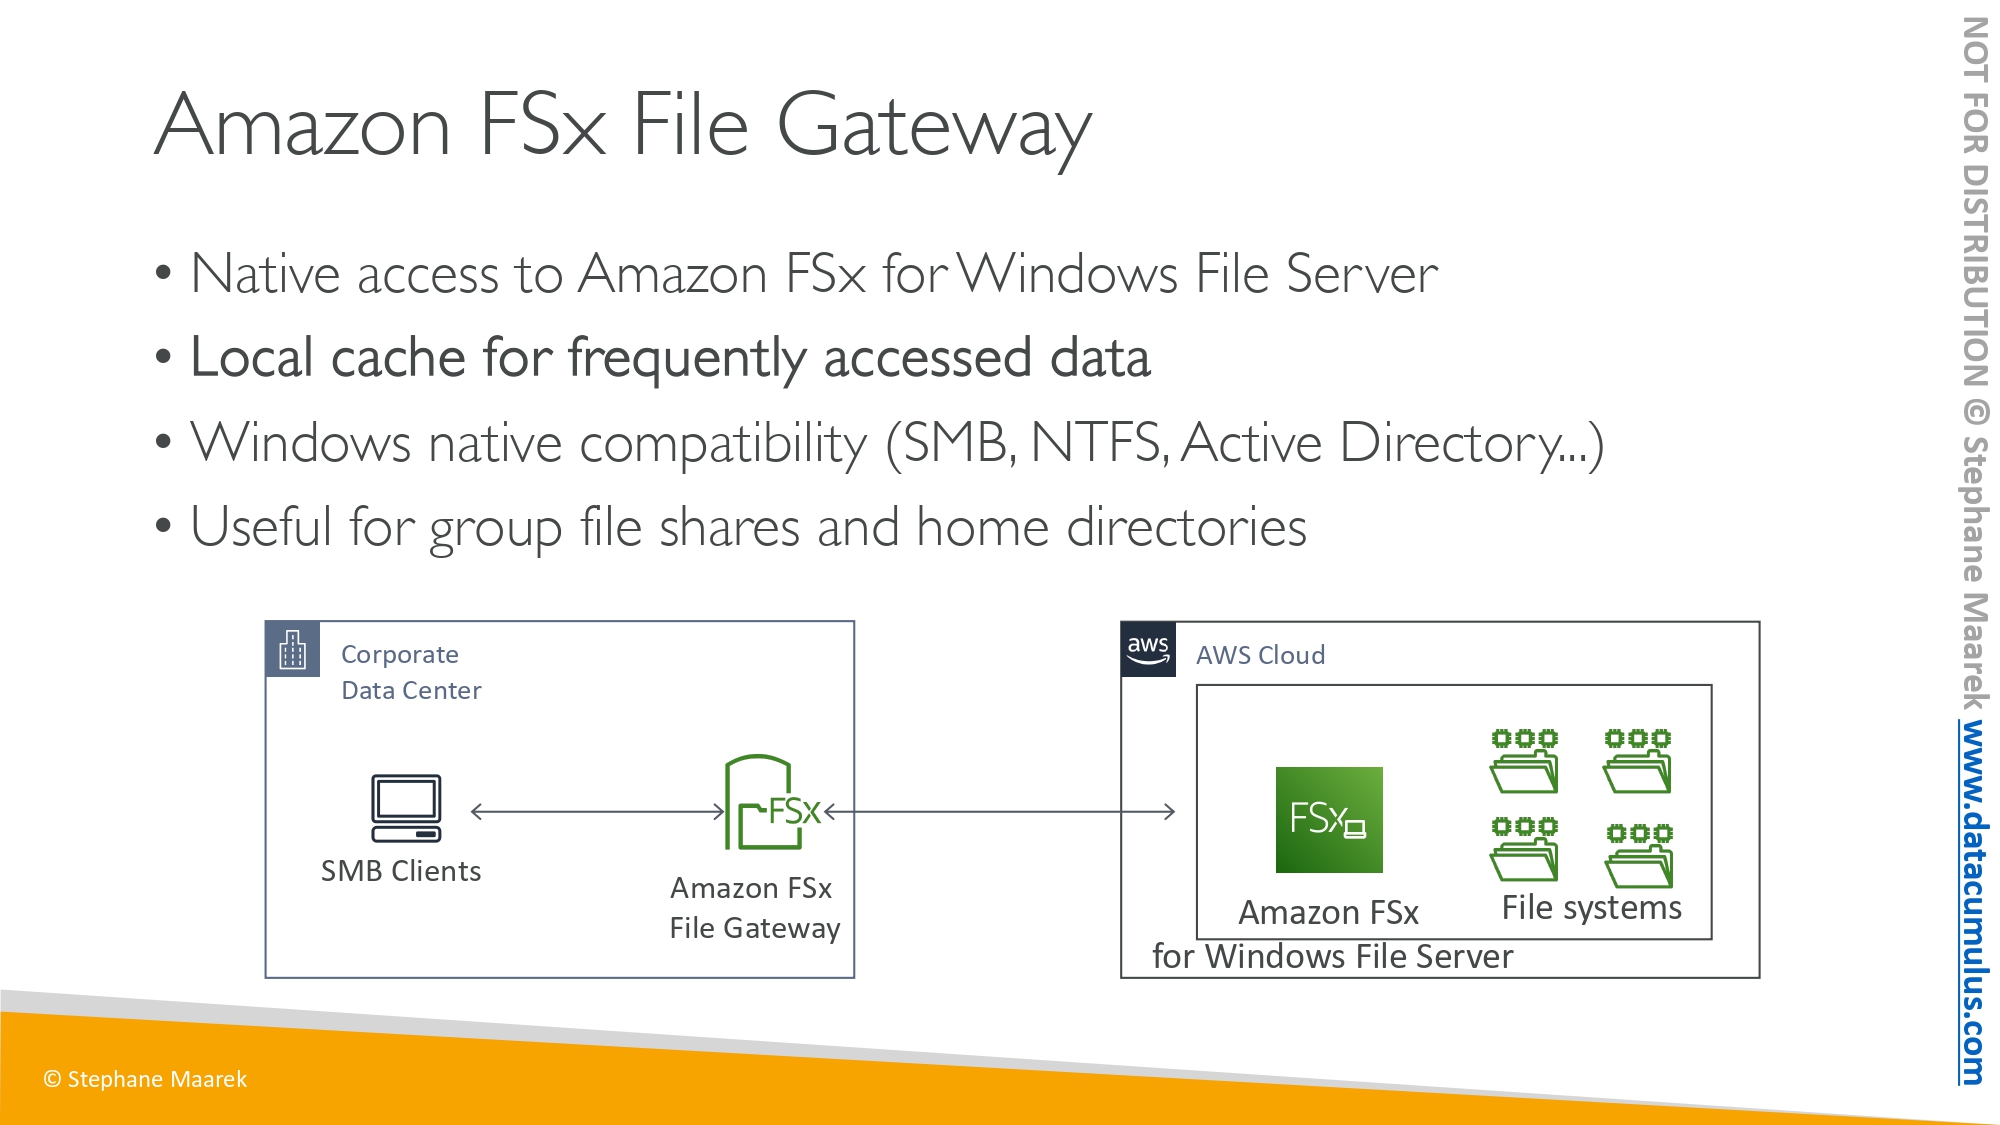 Amazon FSx File Gateway
• Native access to Amazon FSx for Windows File Server
• Local cache for frequently accessed data
• Windows native compatibility (SMB, NTFS, Active Directory...)
• Useful for group file shares and home directories
Corporate
Data Center
SMB Clients
FSx
Amazon FSx
File Gateway
aws
AWS Cloud
FSx
Amazon FSx
for Windows File Server
File systems
© Stephane Maarek
NOT FOR DISTRIBUTION © Stephane Maarek www.datacumulus.com